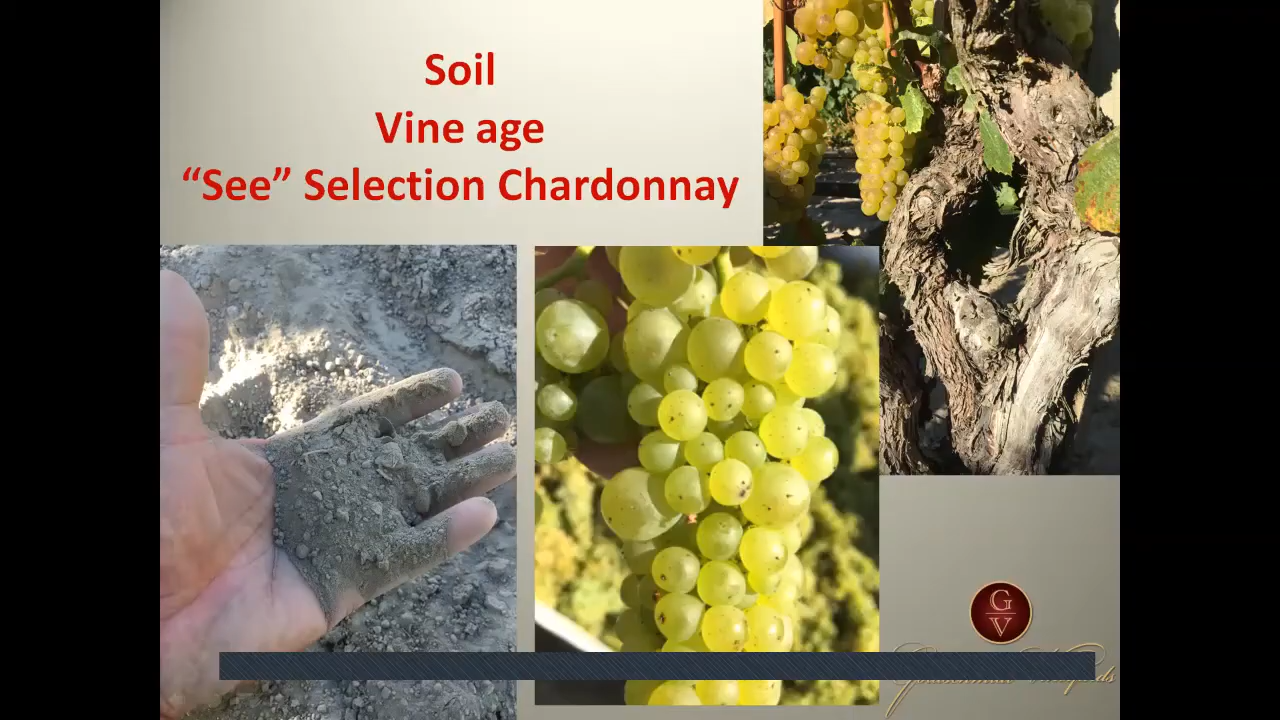 Soil
Vine age
“See” Selection Chardonnay
G
V